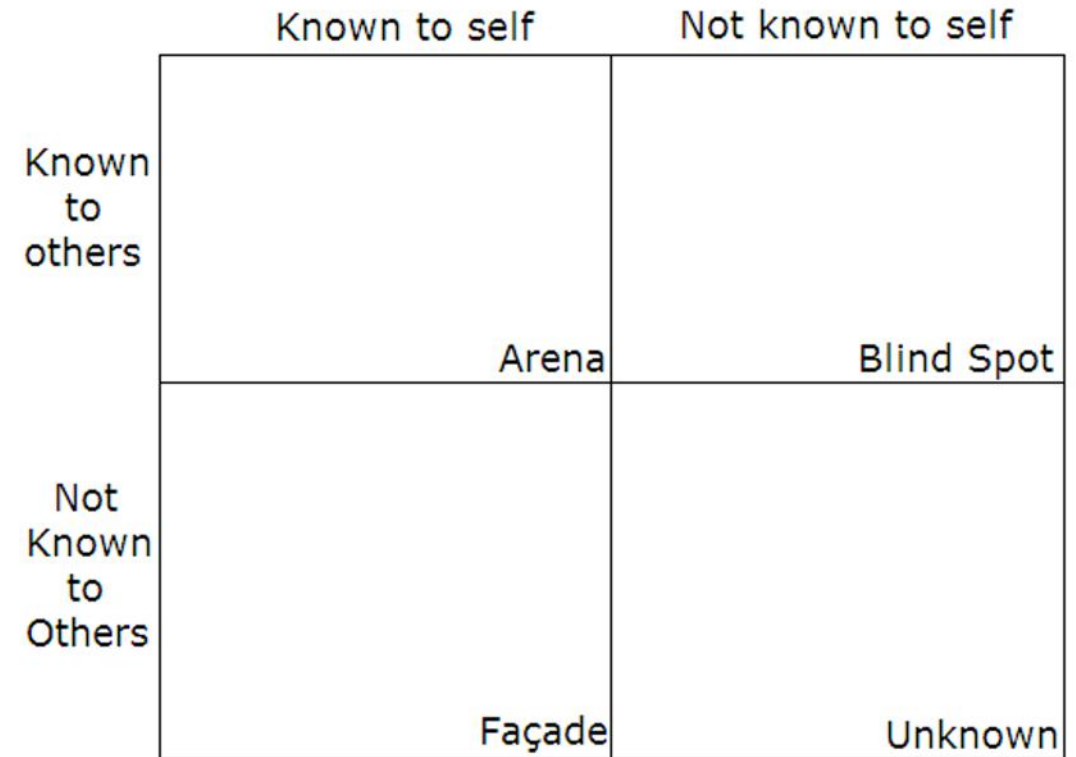 Known to self
Not known to self
Known
to
others
Arena
Blind Spot
Not
Known
to
Others
Façade
Unknown